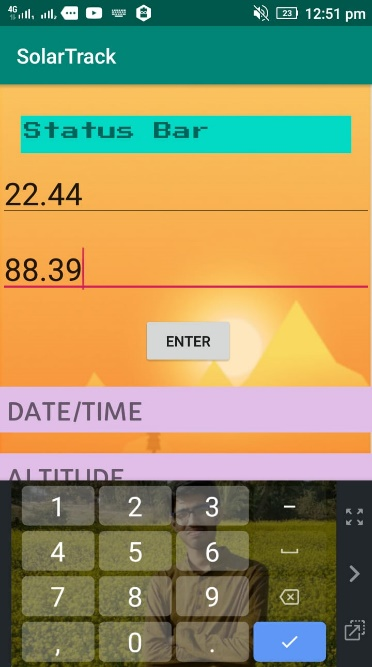 4G 23 12:51 pm
SolarTrack
Status Bar
22.44
88.39
ENTER
DATE/TIME
ALTITUDE
1 2 3 -
4 5 6
7 8 9
, 0 .